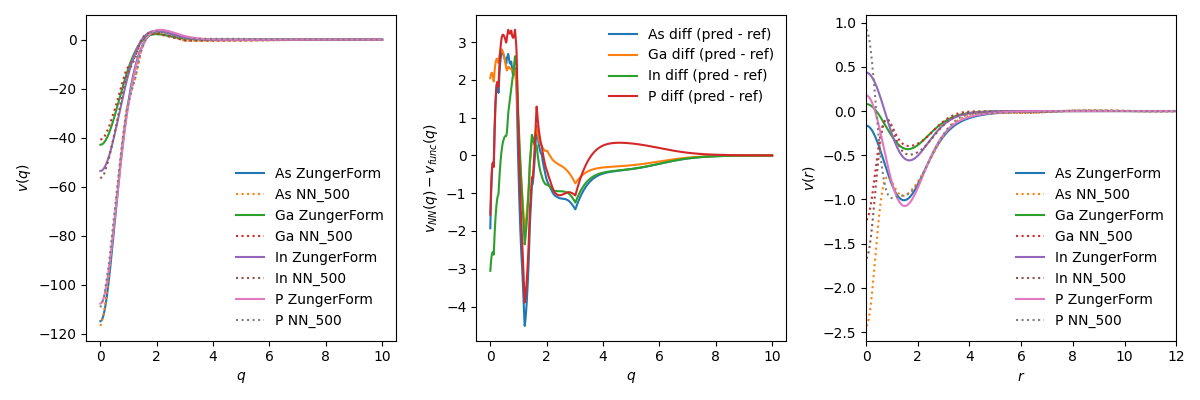 v(q)
0
−20
−40
−60
−80
−100
−120
0 2 4 6 8 10
q
As ZungerForm
As NN_500
Ga ZungerForm
Ga NN_500
In ZungerForm
In NN_500
P ZungerForm
P NN_500
v_NN(q) − v_func(q)
3
2
1
0
−1
−2
−3
−4
0 2 4 6 8 10
q
As diff (pred - ref)
Ga diff (pred - ref)
In diff (pred - ref)
P diff (pred - ref)
v(r)
1.0
0.5
0.0
−0.5
−1.0
−1.5
−2.0
−2.5
0 2 4 6 8 10 12
r
As ZungerForm
As NN_500
Ga ZungerForm
Ga NN_500
In ZungerForm
In NN_500
P ZungerForm
P NN_500